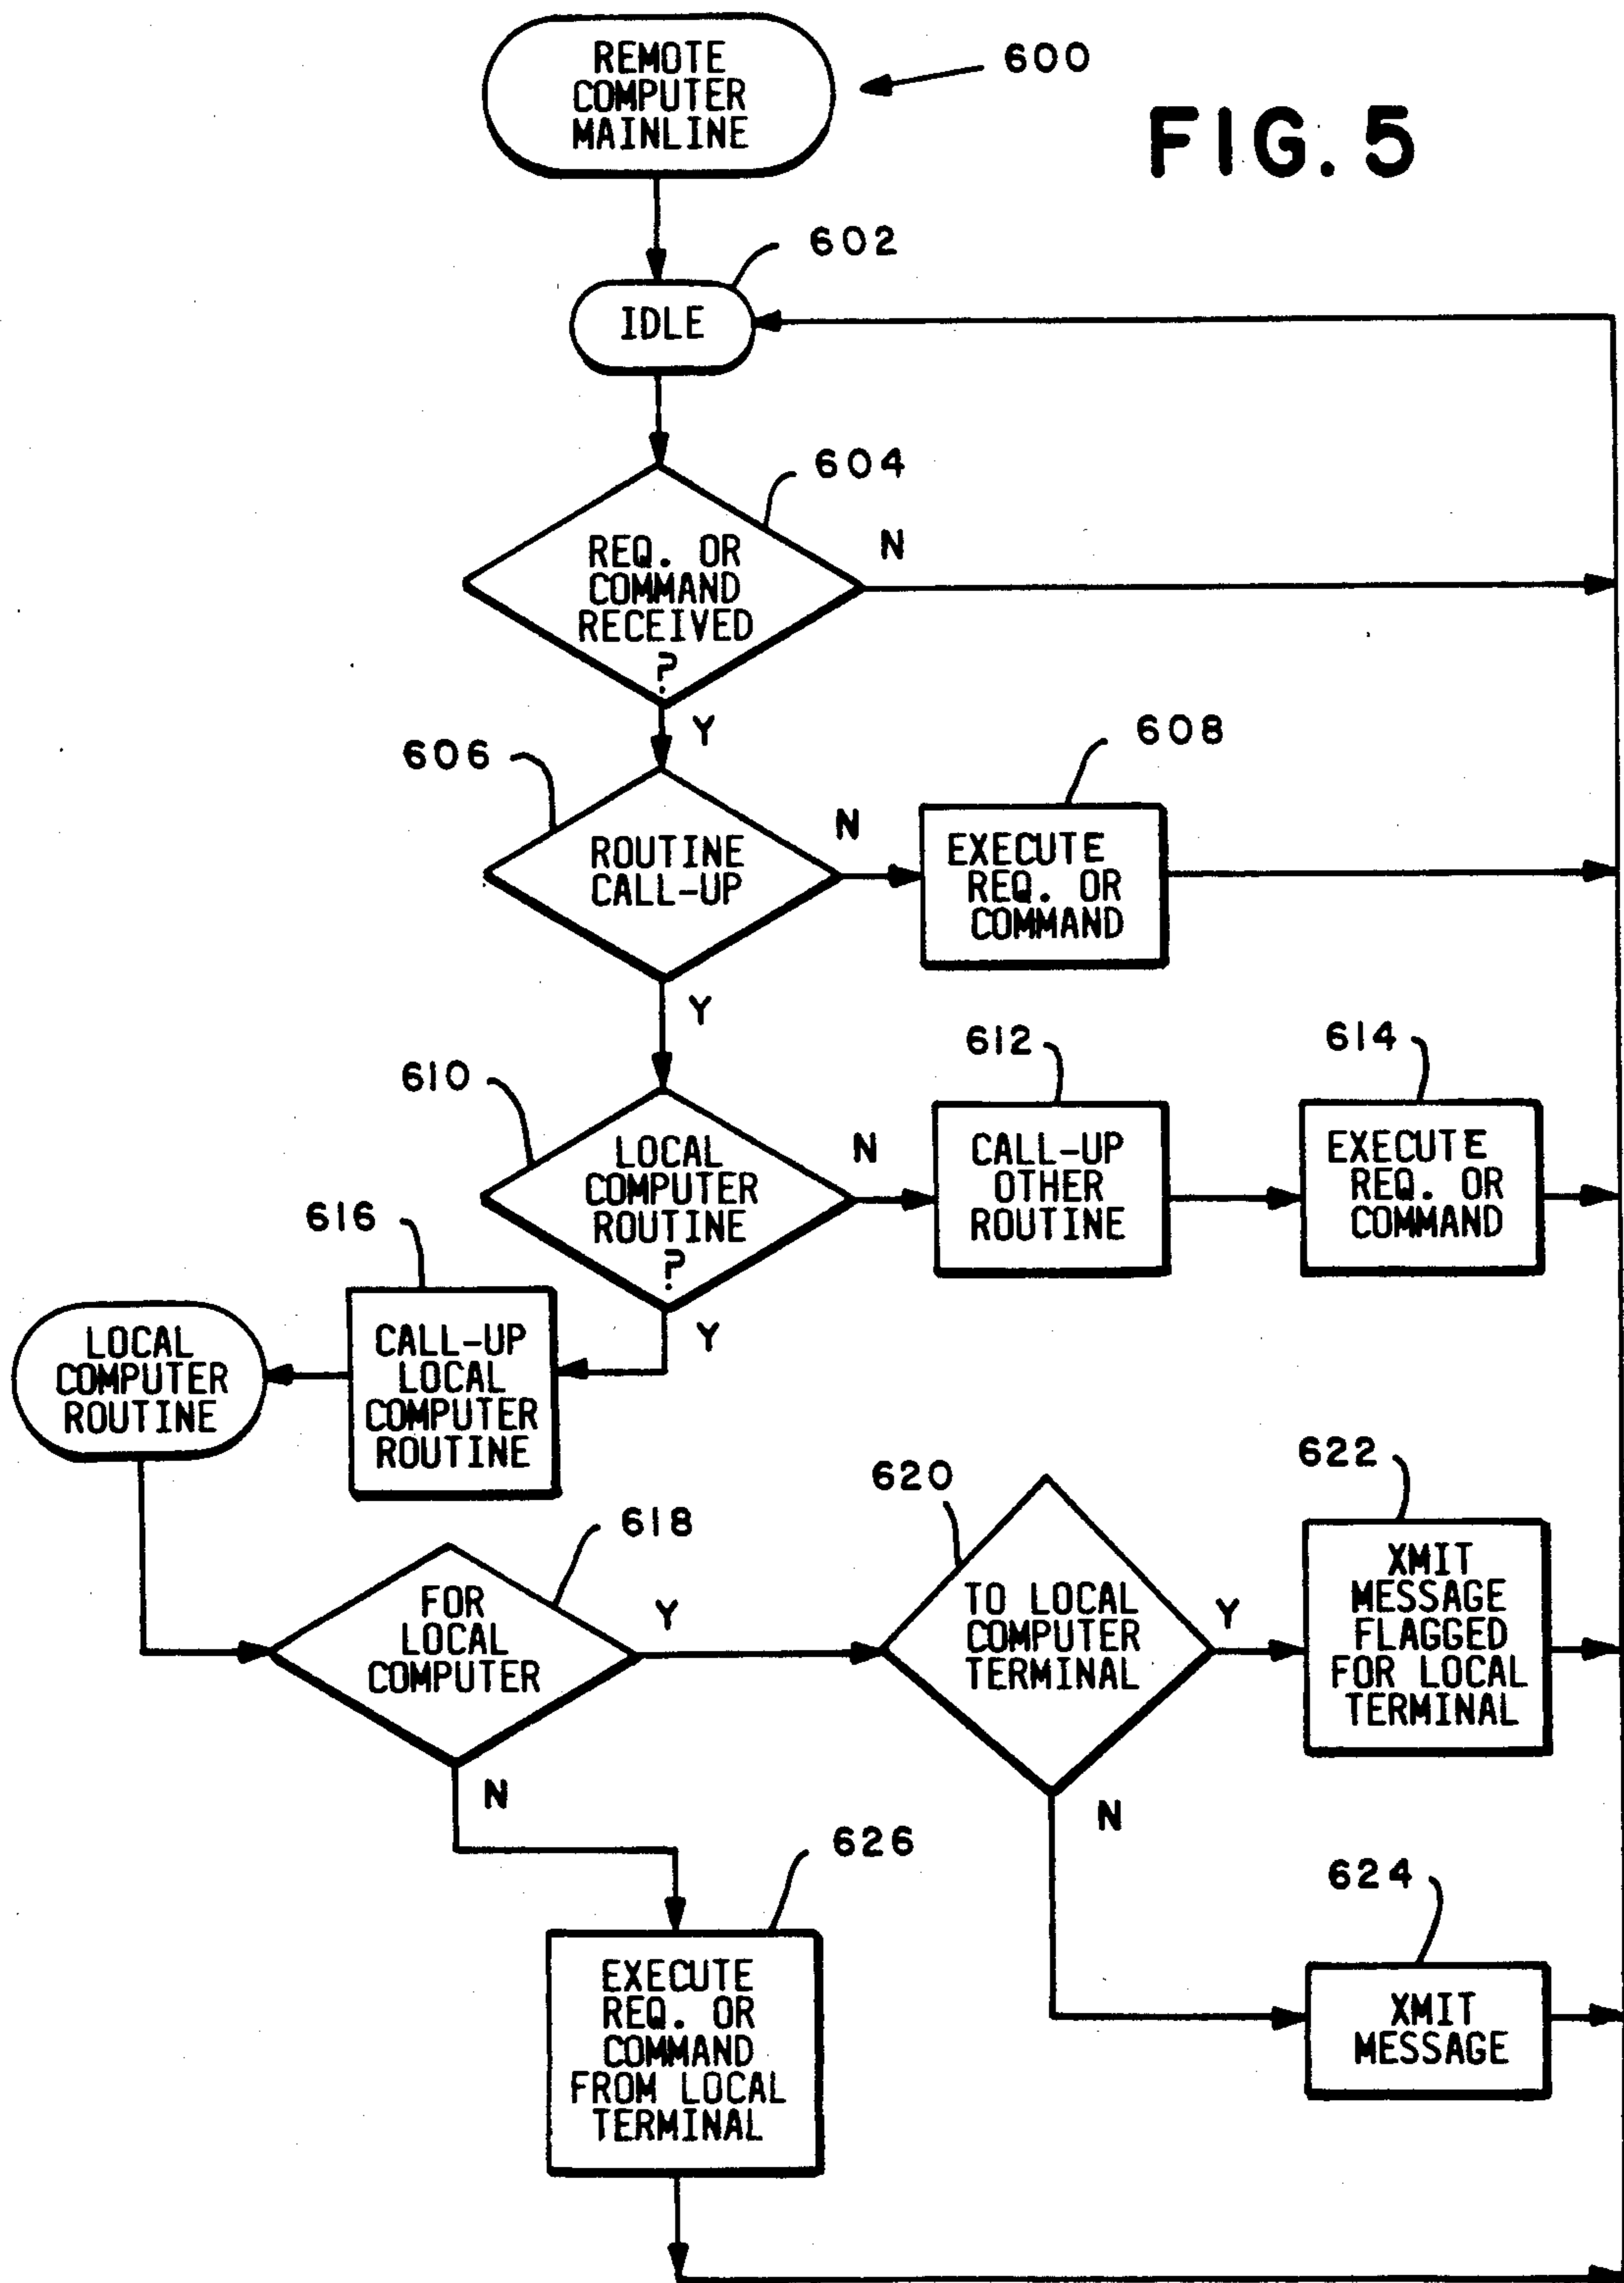 REMOTE
COMPUTER
MAINLINE
600
FIG. 5
602
IDLE
604
REQ. OR
COMMAND
RECEIVED
?
N
Y
606
ROUTINE
CALL-UP
N
608
EXECUTE
REQ. OR
COMMAND
Y
610
LOCAL
COMPUTER
ROUTINE
?
N
612
CALL-UP
OTHER
ROUTINE
614
EXECUTE
REQ. OR
COMMAND
Y
616
CALL-UP
LOCAL
COMPUTER
ROUTINE
LOCAL
COMPUTER
ROUTINE
618
FOR
LOCAL
COMPUTER
Y
620
TO LOCAL
COMPUTER
TERMINAL
Y
622
XMIT
MESSAGE
FLAGGED
FOR LOCAL
TERMINAL
N
624
XMIT
MESSAGE
N
626
EXECUTE
REQ. OR
COMMAND
FROM LOCAL
TERMINAL